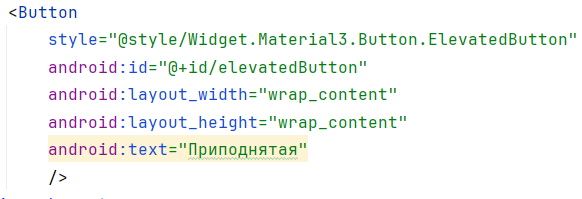 <Button
style="@style/Widget.Material3.Button.ElevatedButton"
android:id="@+id/elevatedButton"
android:layout_width="wrap_content"
android:layout_height="wrap_content"
android:text="Приподнятая"
/>